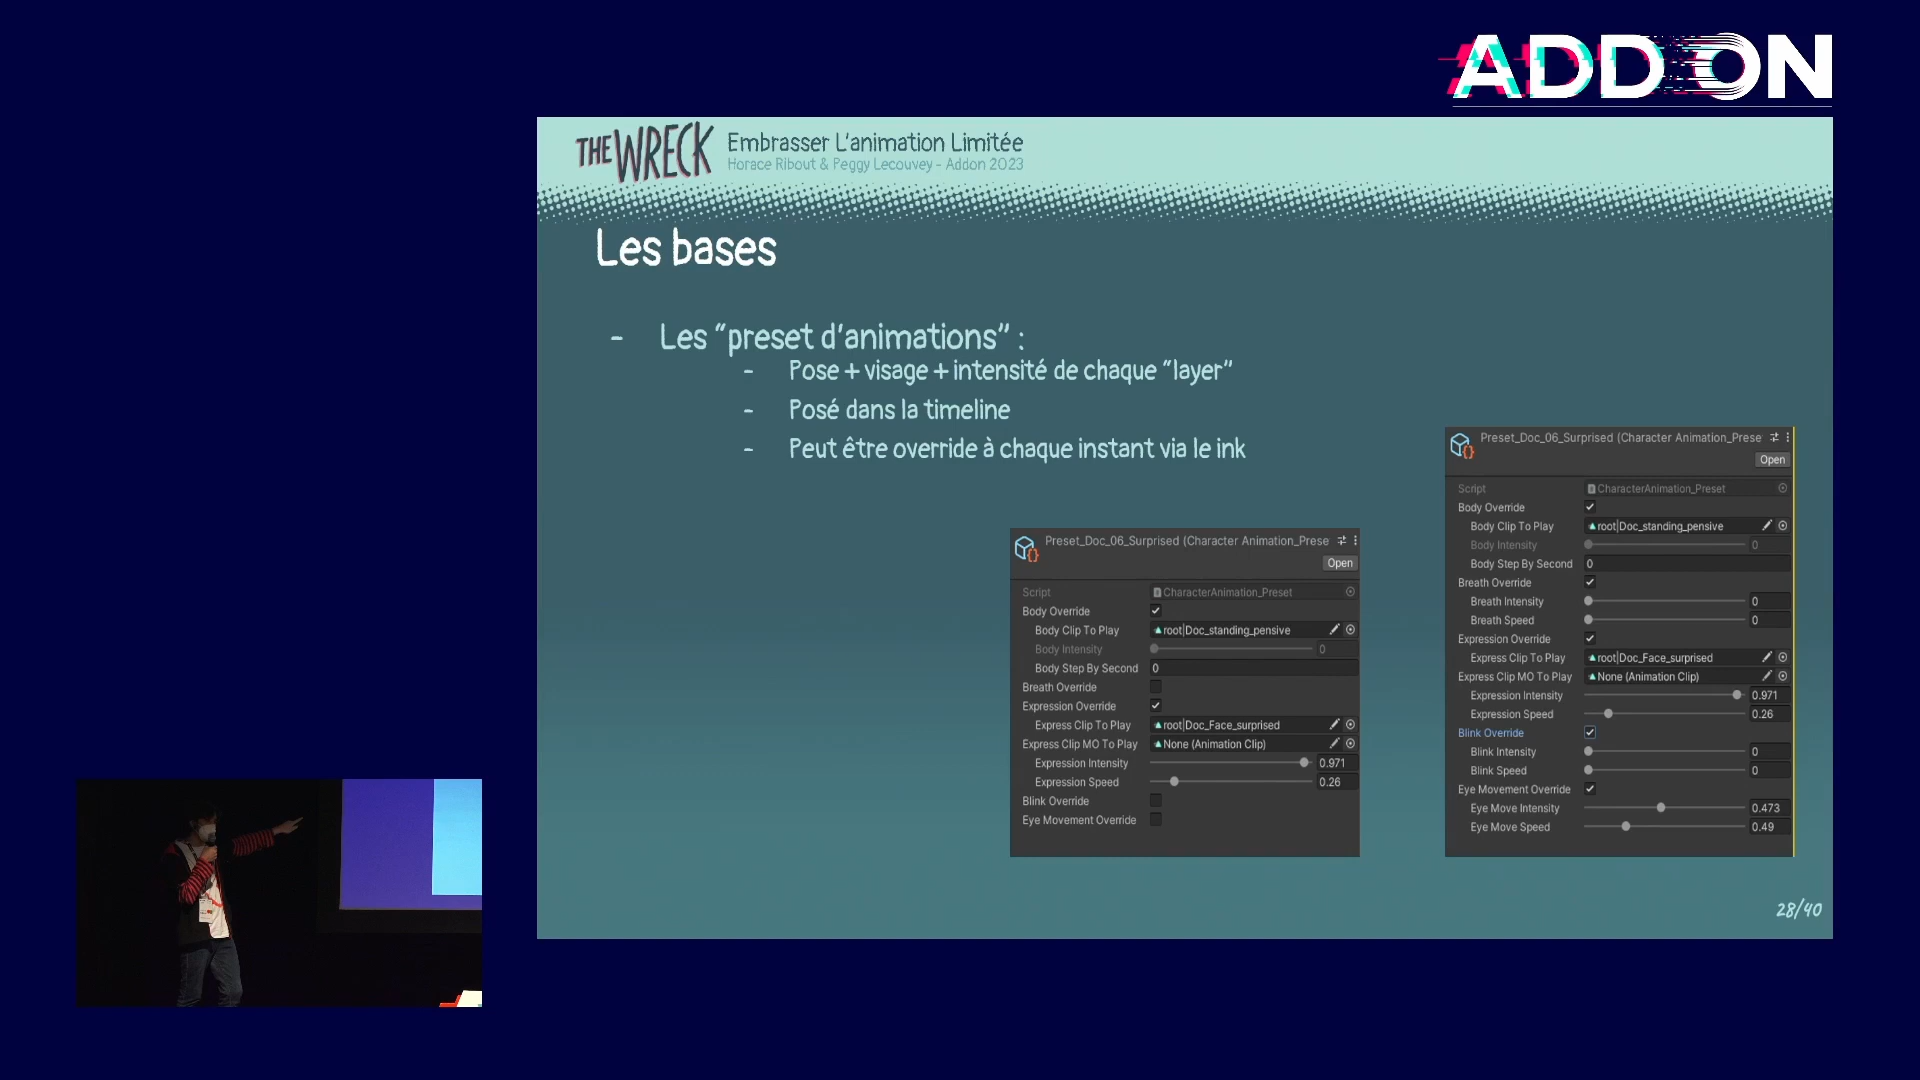 ADD ON
THE WRECK
Embrasser L'animation Limitée
Horace Ribout & Peggy Lecouvey - Addon 2023
Les bases
- Les "preset d'animations" :
- Pose + visage + intensité de chaque "layer"
- Posé dans la timeline
- Peut être override à chaque instant via le ink
Preset_Doc_06_Surprised (Character Animation_Prese
Open
Script CharacterAnimation_Preset
Body Override
Body Clip To Play root|Doc_standing_pensive
Body Intensity 0
Body Step By Second 0
Breath Override
Expression Override
Express Clip To Play root|Doc_Face_surprised
Express Clip MO To Play None (Animation Clip)
Expression Intensity 0.971
Expression Speed 0.26
Blink Override
Eye Movement Override
Preset_Doc_06_Surprised (Character Animation_Prese
Open
Script CharacterAnimation_Preset
Body Override
Body Clip To Play root|Doc_standing_pensive
Body Intensity 0
Body Step By Second 0
Breath Override
Breath Intensity 0
Breath Speed 0
Expression Override
Express Clip To Play root|Doc_Face_surprised
Express Clip MO To Play None (Animation Clip)
Expression Intensity 0.971
Expression Speed 0.26
Blink Override
Blink Intensity 0
Blink Speed 0
Eye Movement Override
Eye Move Intensity 0.473
Eye Move Speed 0.49
28/40